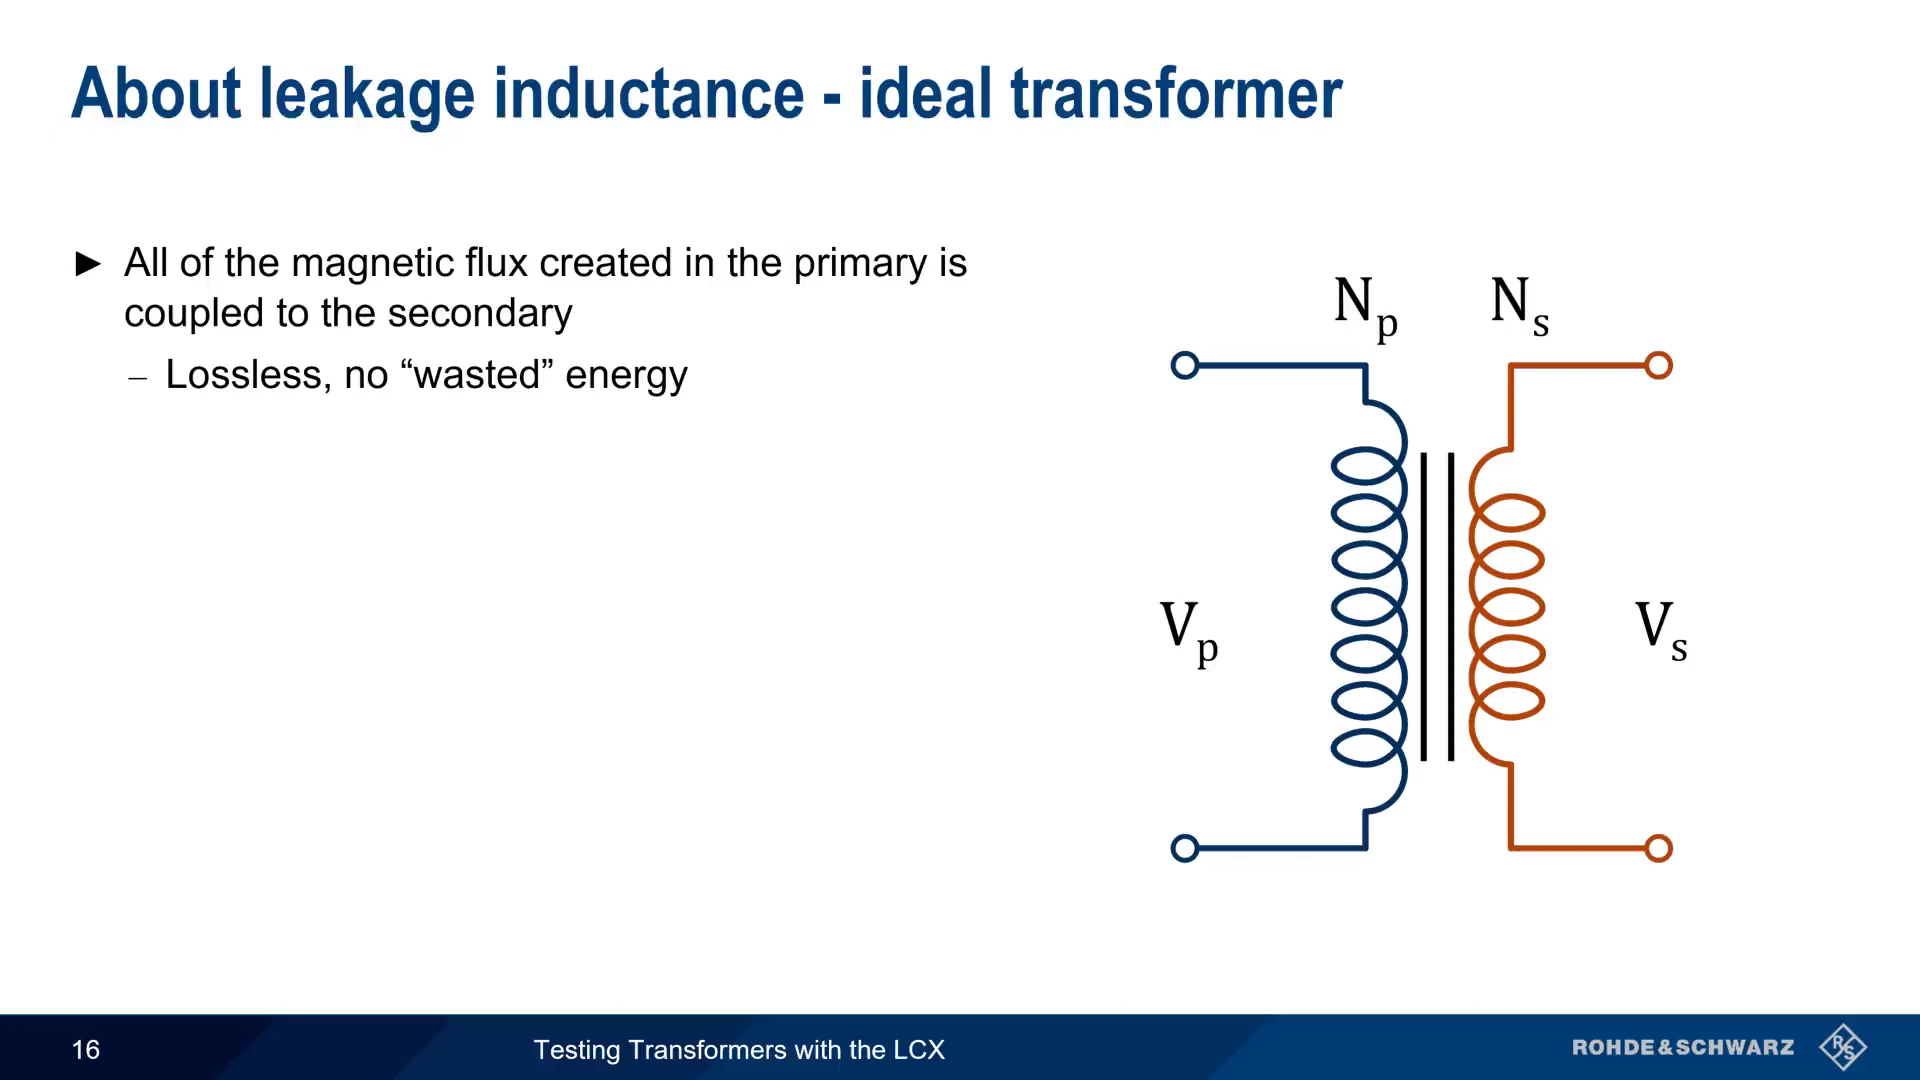 About leakage inductance - ideal transformer
► All of the magnetic flux created in the primary is
coupled to the secondary
– Lossless, no “wasted” energy
Np Ns
Vp Vs
16 Testing Transformers with the LCX ROHDE&SCHWARZ R&S